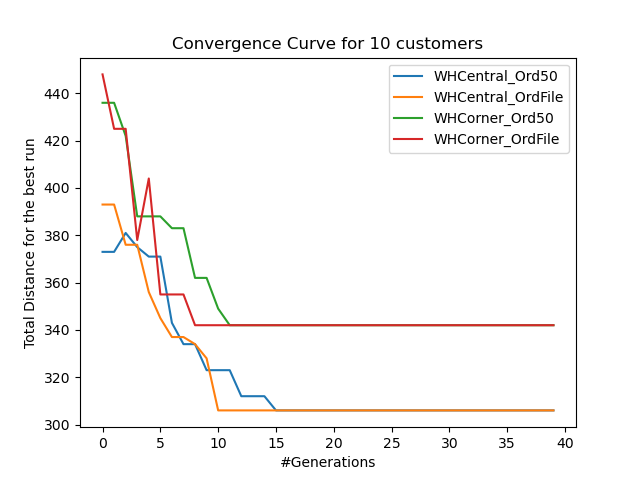 Convergence Curve for 10 customers
WHCentral_Ord50
WHCentral_OrdFile
WHCorner_Ord50
WHCorner_OrdFile
Total Distance for the best run
440
420
400
380
360
340
320
300
0 5 10 15 20 25 30 35 40
#Generations